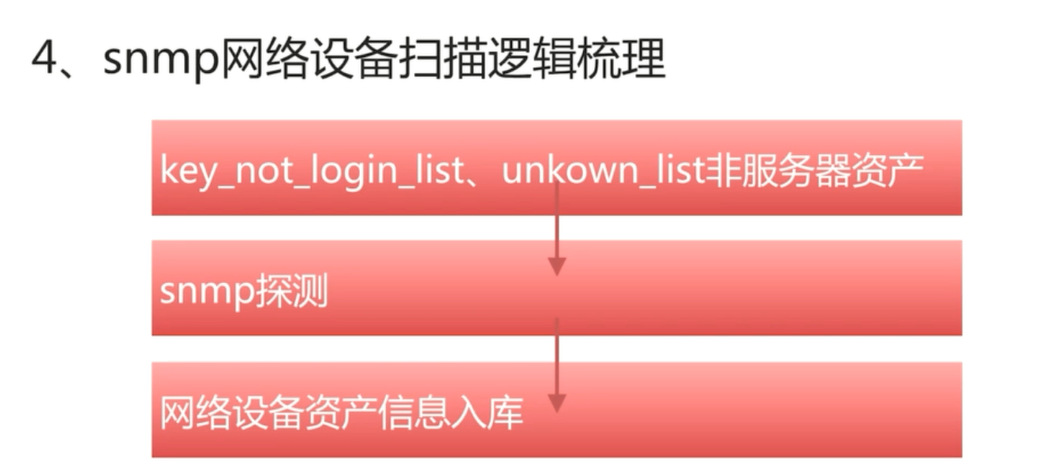 4、snmp网络设备扫描逻辑梳理
key_not_login_list、unkown_list非服务器资产
snmp探测
网络设备资产信息入库